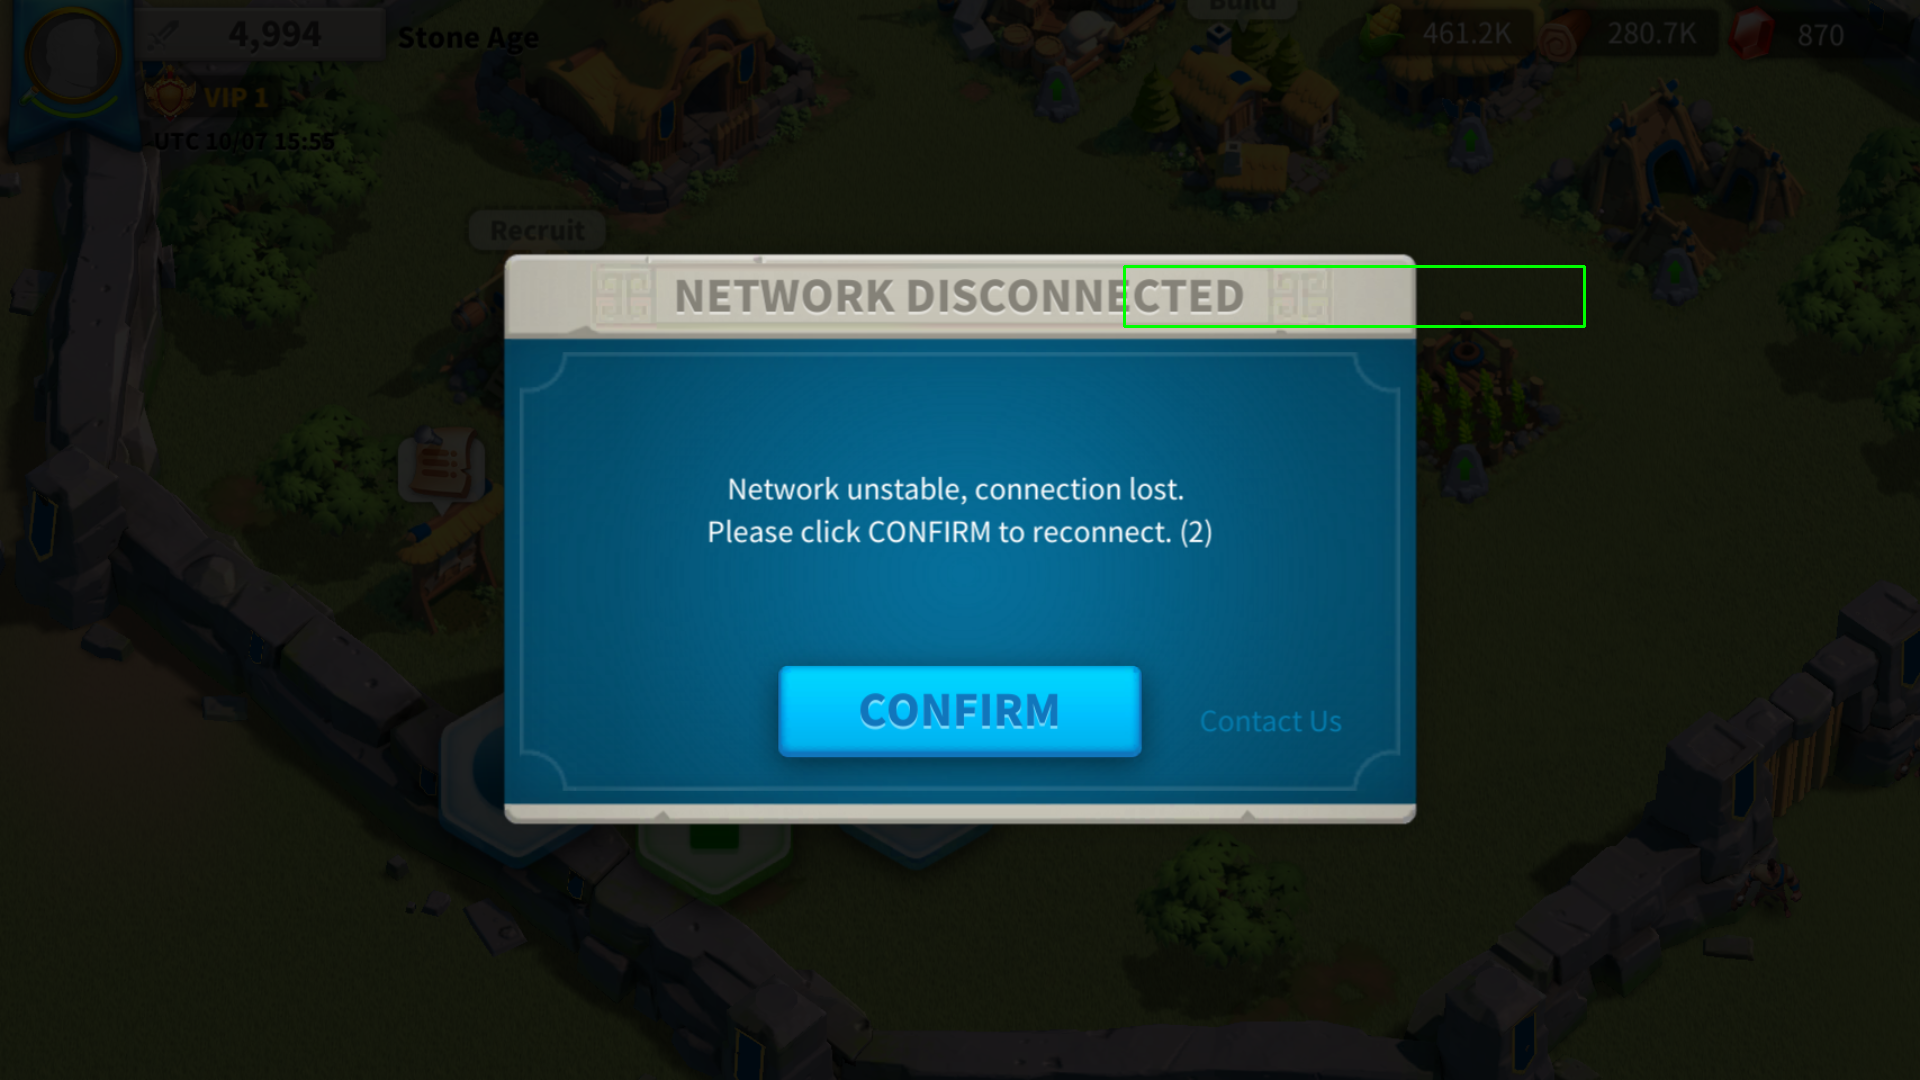 4,994
Stone Age
Build
461.2K
280.7K
870
VIP 1
UTC 10/07 15:55
Recruit
NETWORK DISCONNECTED
Network unstable, connection lost.
Please click CONFIRM to reconnect. (2)
CONFIRM
Contact Us